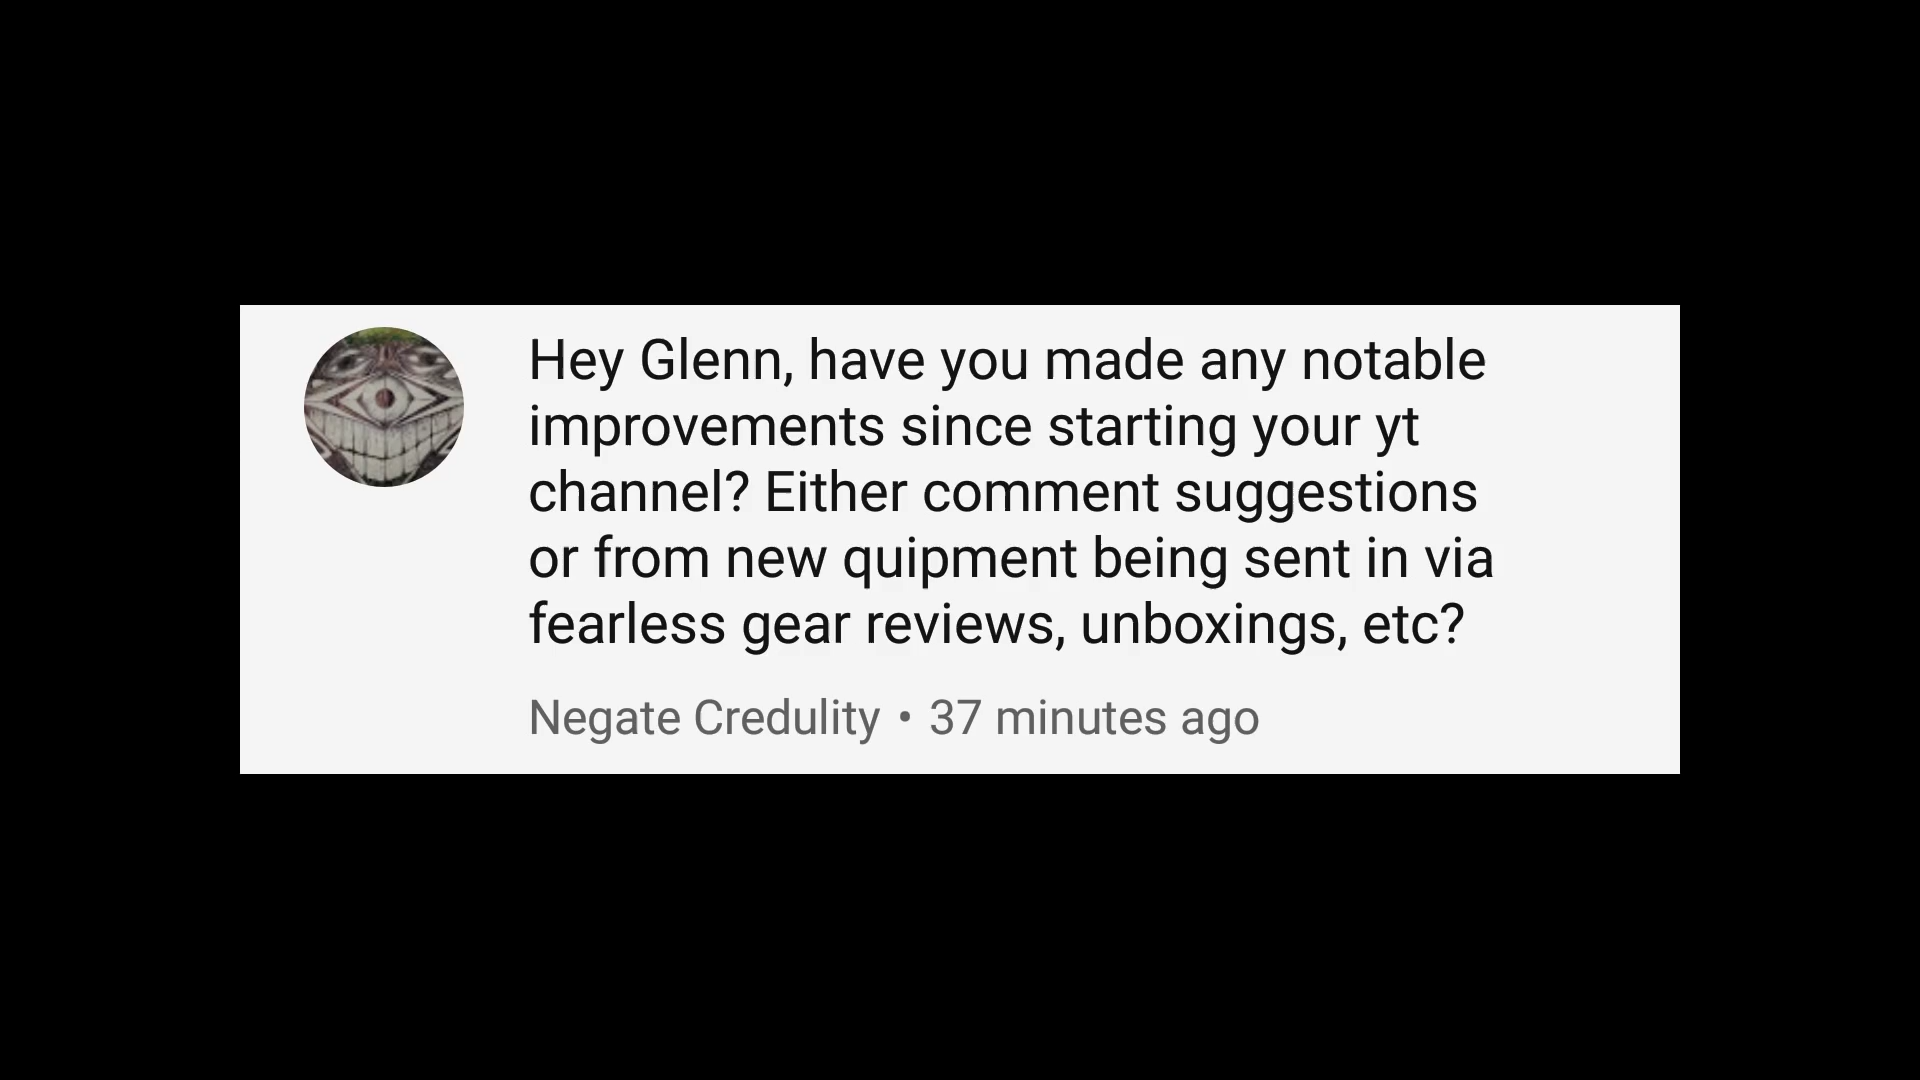 Hey Glenn, have you made any notable
improvements since starting your yt
channel? Either comment suggestions
or from new quipment being sent in via
fearless gear reviews, unboxings, etc?
Negate Credulity • 37 minutes ago